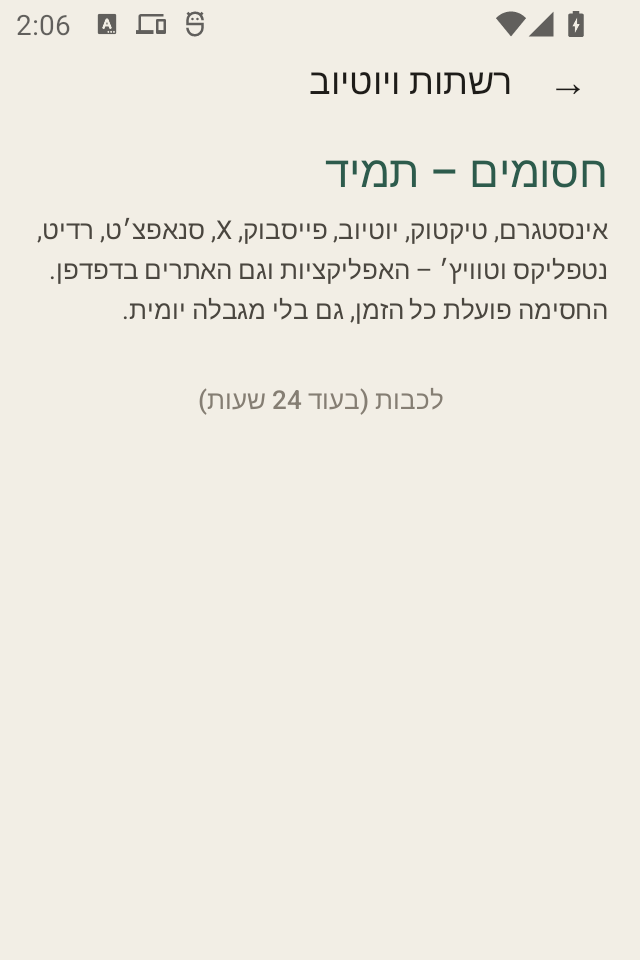 2:06
→ רשתות ויוטיוב
חסומים – תמיד
אינסטגרם, טיקטוק, יוטיוב, פייסבוק, X, סנאפצ׳ט, רדיט,
נטפליקס וטוויץ׳ – האפליקציות וגם האתרים בדפדפן.
החסימה פועלת כל הזמן, גם בלי מגבלה יומית.
לכבות (בעוד 24 שעות)